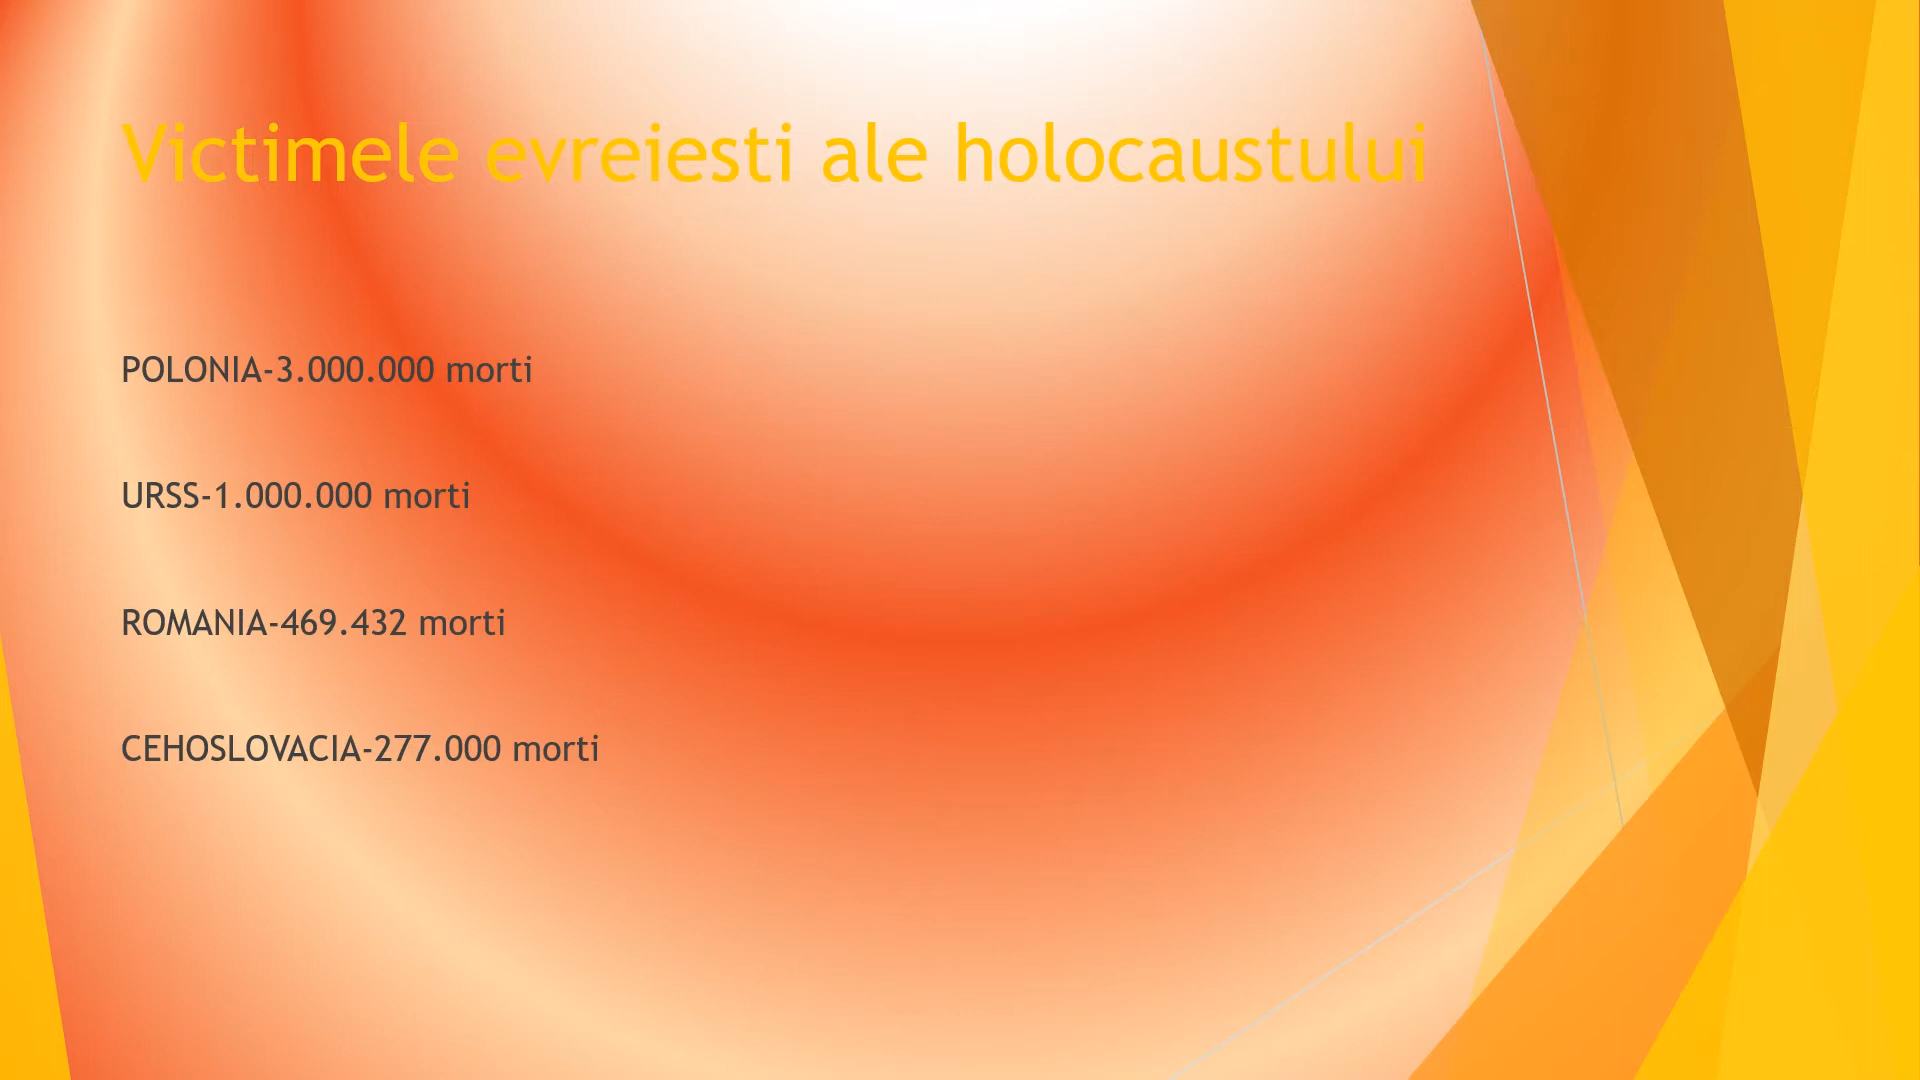 Victimele evreiesti ale holocaustului
POLONIA-3.000.000 morti
URSS-1.000.000 morti
ROMANIA-469.432 morti
CEHOSLOVACIA-277.000 morti